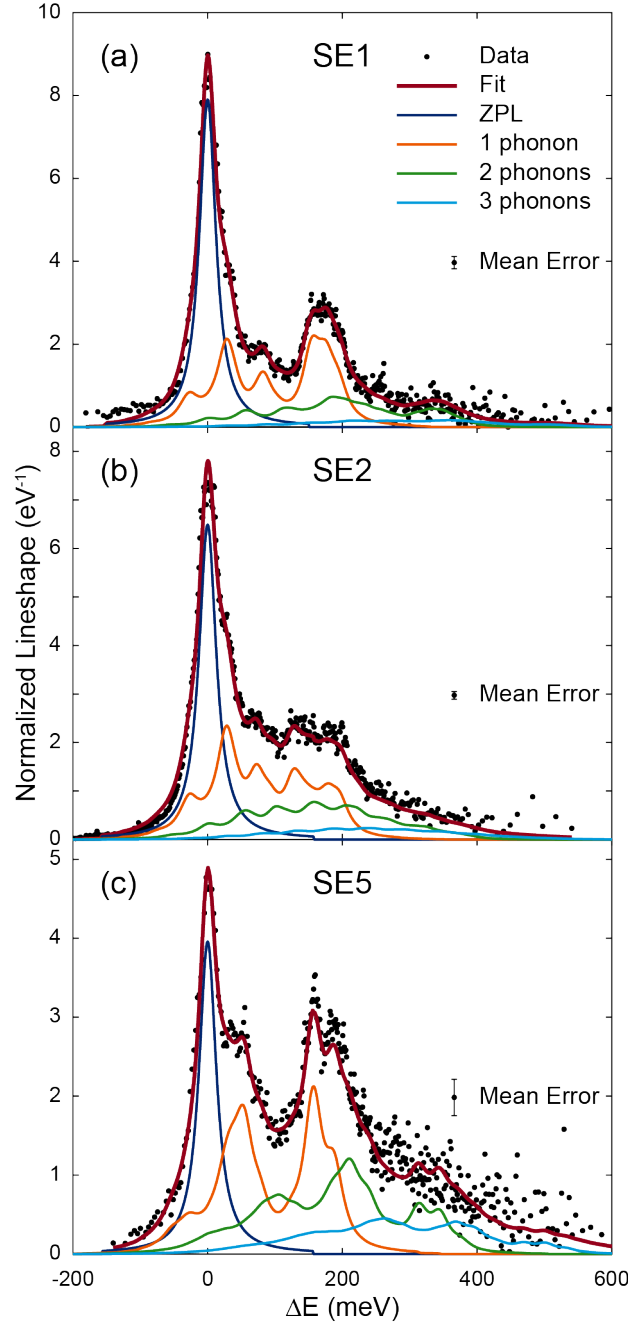 10
(a)
SE1
Data
Fit
ZPL
1 phonon
2 phonons
3 phonons
Mean Error
8
6
4
2
0
8
(b)
SE2
Mean Error
6
4
2
0
Normalized Lineshape (eV⁻¹)
5
(c)
SE5
Mean Error
4
3
2
1
0
-200
0
200
400
600
ΔE (meV)